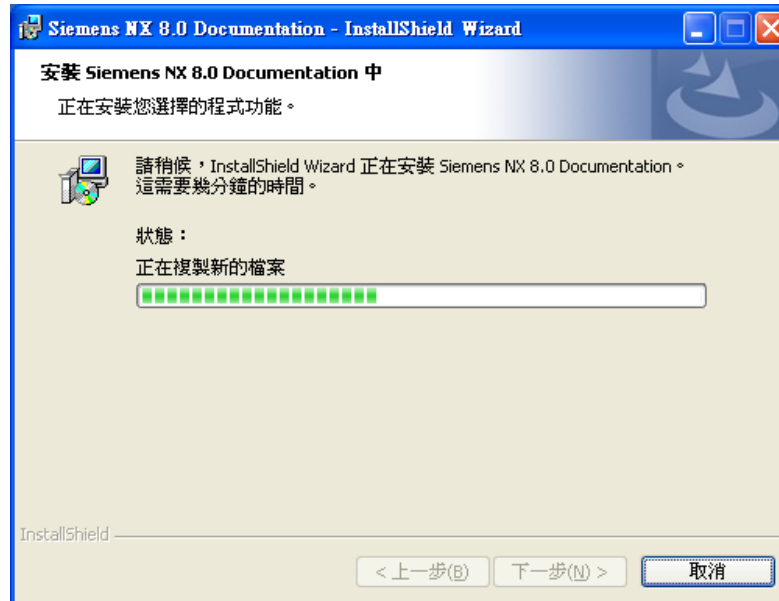 Siemens NX 8.0 Documentation - InstallShield Wizard
安裝 Siemens NX 8.0 Documentation 中
正在安裝您選擇的程式功能。
請稍候，InstallShield Wizard 正在安裝 Siemens NX 8.0 Documentation。
這需要幾分鐘的時間。
狀態：
正在複製新的檔案
InstallShield
< 上一步(B)
下一步(N) >
取消